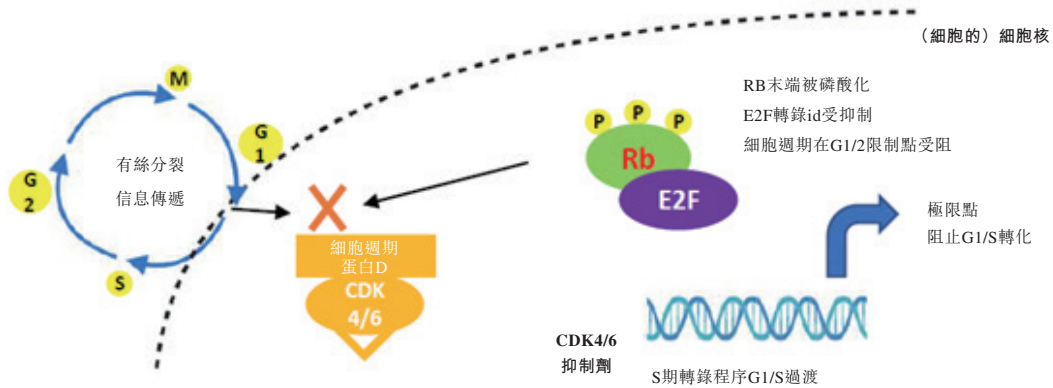 （細胞的）細胞核
RB末端被磷酸化
E2F轉錄id受抑制
細胞週期在G1/2限制點受阻
M
G
1
G
2
S
有絲分裂
信息傳遞
P
P
P
Rb
E2F
細胞週期
蛋白D
CDK
4/6
極限點
阻止G1/S轉化
CDK4/6
抑制劑
S期轉錄程序G1/S過渡